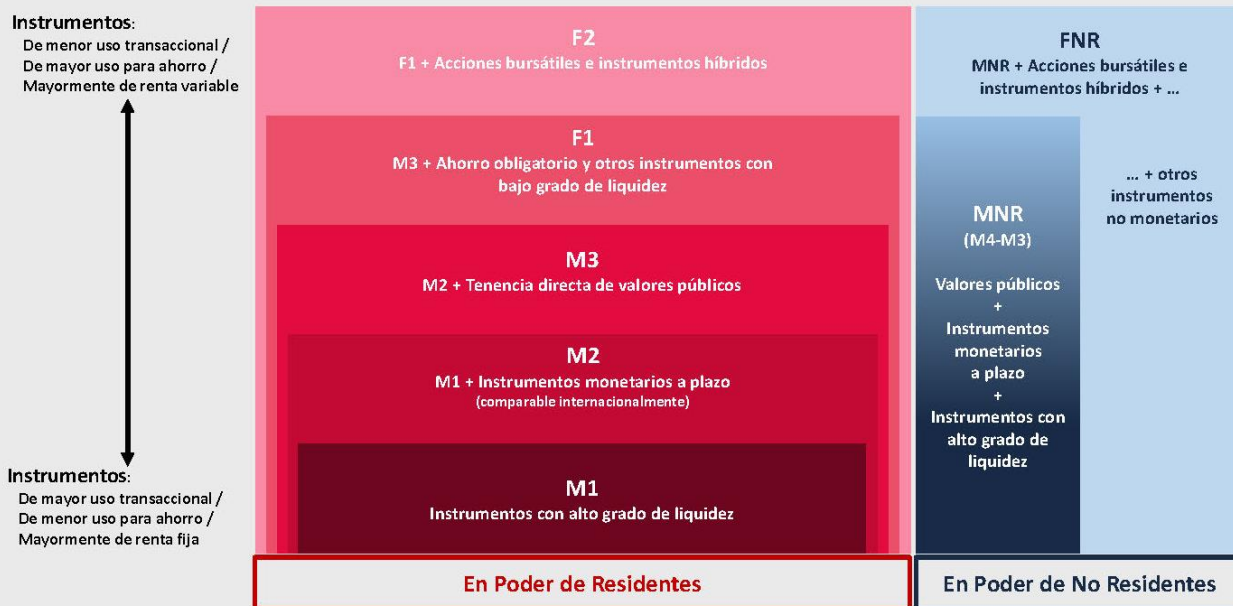 Instrumentos:
De menor uso transaccional /
De mayor uso para ahorro /
Mayormente de renta variable
Instrumentos:
De mayor uso transaccional /
De menor uso para ahorro /
Mayormente de renta fija
F2
F1 + Acciones bursátiles e instrumentos híbridos
F1
M3 + Ahorro obligatorio y otros instrumentos con
bajo grado de liquidez
M3
M2 + Tenencia directa de valores públicos
M2
M1 + Instrumentos monetarios a plazo
(comparable internacionalmente)
M1
Instrumentos con alto grado de liquidez
En Poder de Residentes
FNR
MNR + Acciones bursátiles e
instrumentos híbridos + ...
... + otros
instrumentos
no monetarios
MNR
(M4-M3)
Valores públicos
+
Instrumentos
monetarios
a plazo
+
Instrumentos con
alto grado de
liquidez
En Poder de No Residentes